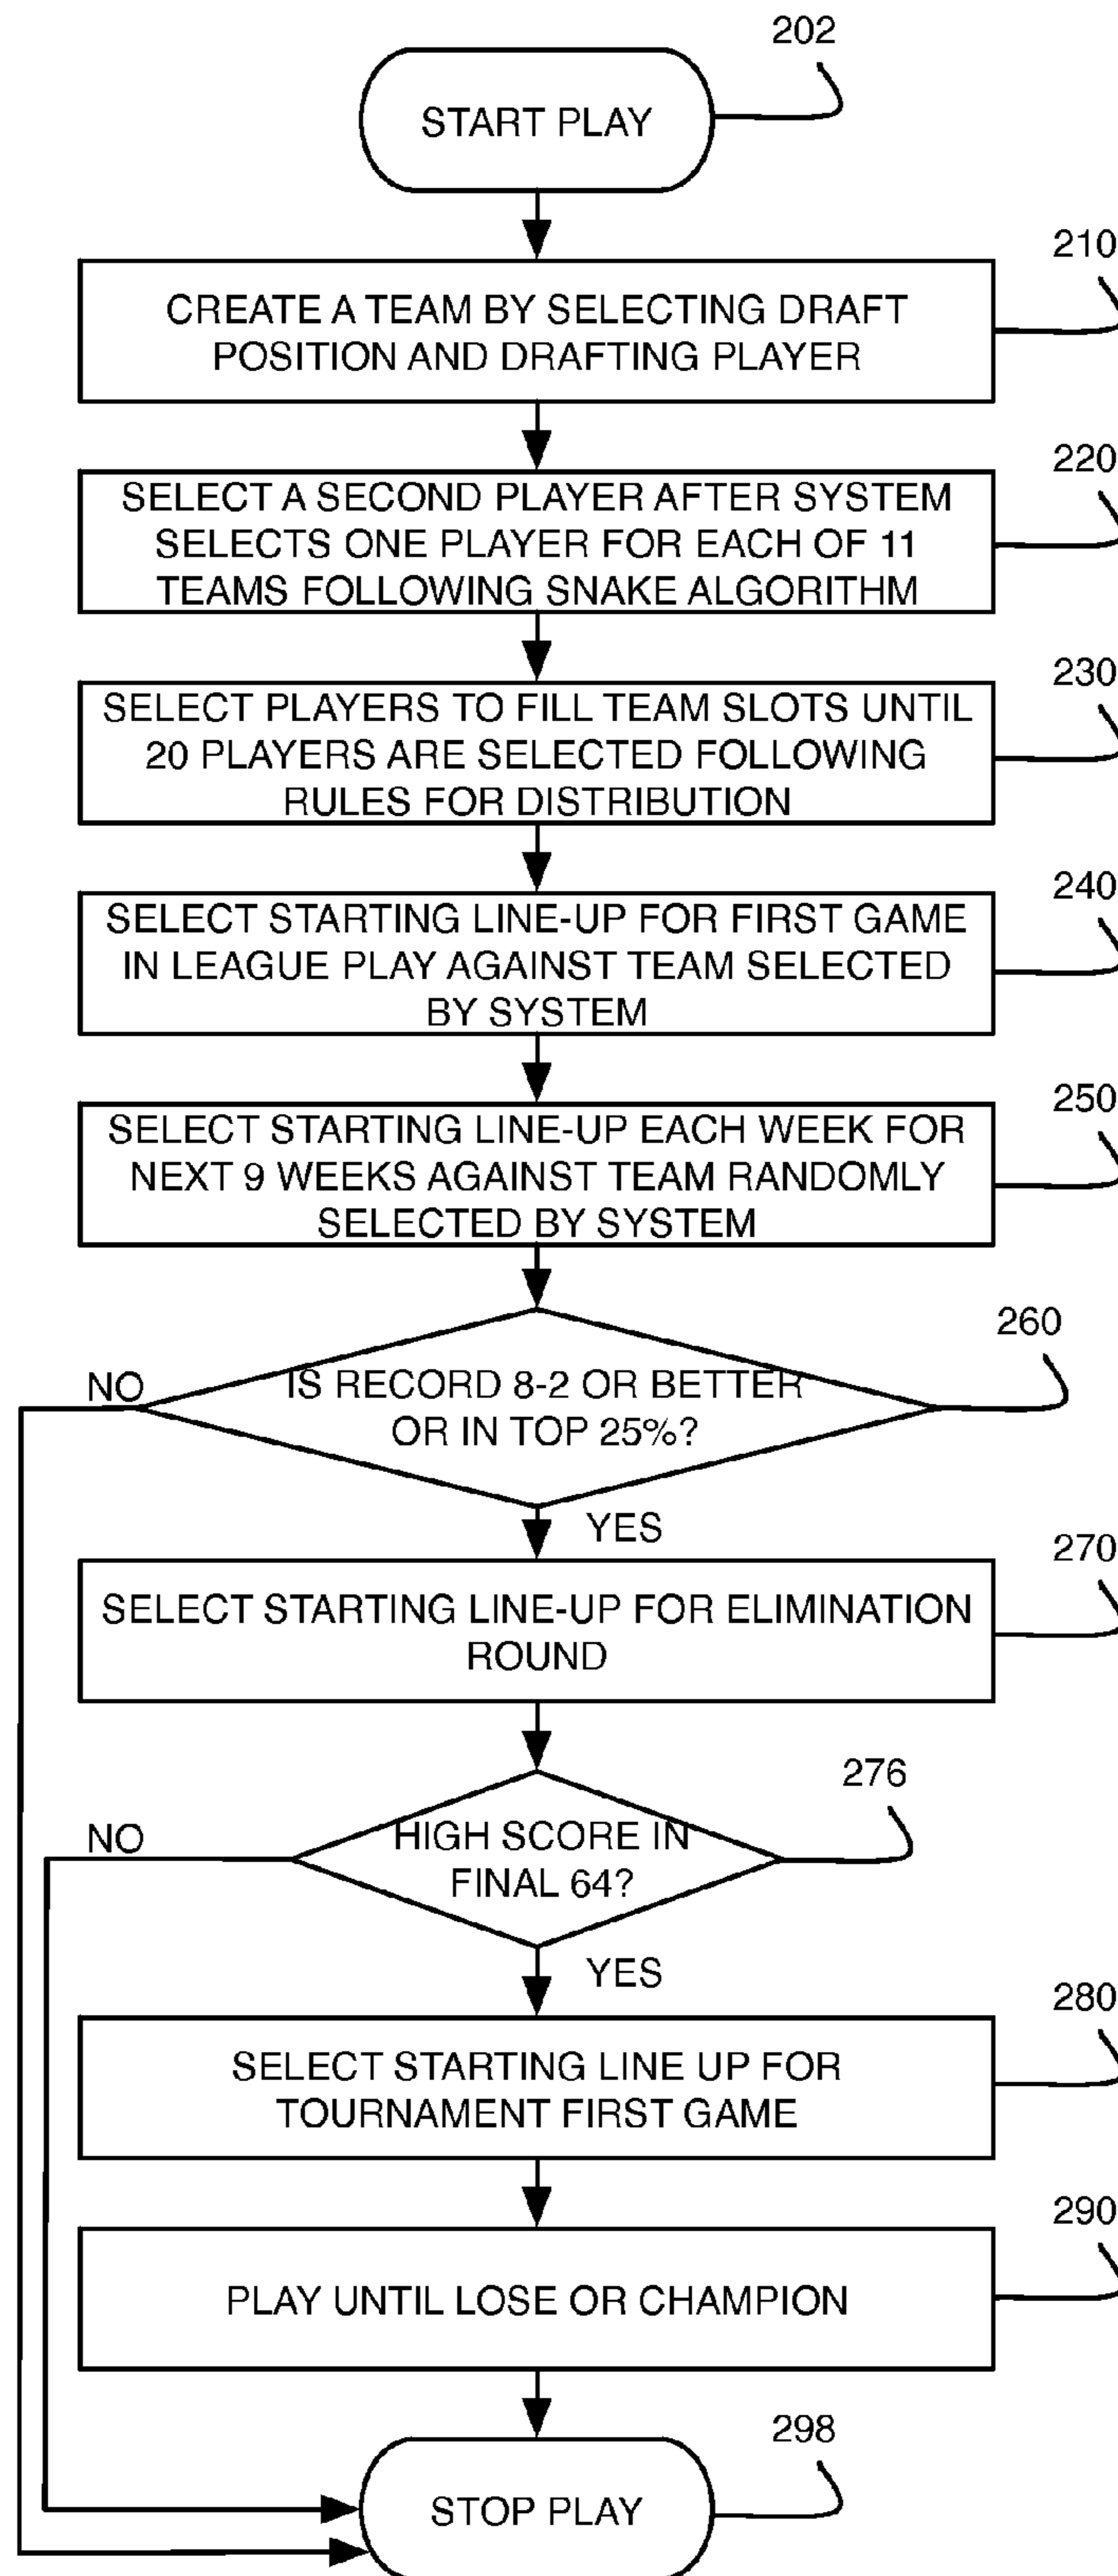 202
START PLAY
210
CREATE A TEAM BY SELECTING DRAFT
POSITION AND DRAFTING PLAYER
220
SELECT A SECOND PLAYER AFTER SYSTEM
SELECTS ONE PLAYER FOR EACH OF 11
TEAMS FOLLOWING SNAKE ALGORITHM
230
SELECT PLAYERS TO FILL TEAM SLOTS UNTIL
20 PLAYERS ARE SELECTED FOLLOWING
RULES FOR DISTRIBUTION
240
SELECT STARTING LINE-UP FOR FIRST GAME
IN LEAGUE PLAY AGAINST TEAM SELECTED
BY SYSTEM
250
SELECT STARTING LINE-UP EACH WEEK FOR
NEXT 9 WEEKS AGAINST TEAM RANDOMLY
SELECTED BY SYSTEM
260
NO
IS RECORD 8-2 OR BETTER
OR IN TOP 25%?
YES
270
SELECT STARTING LINE-UP FOR ELIMINATION
ROUND
276
NO
HIGH SCORE IN
FINAL 64?
YES
280
SELECT STARTING LINE UP FOR
TOURNAMENT FIRST GAME
290
PLAY UNTIL LOSE OR CHAMPION
298
STOP PLAY